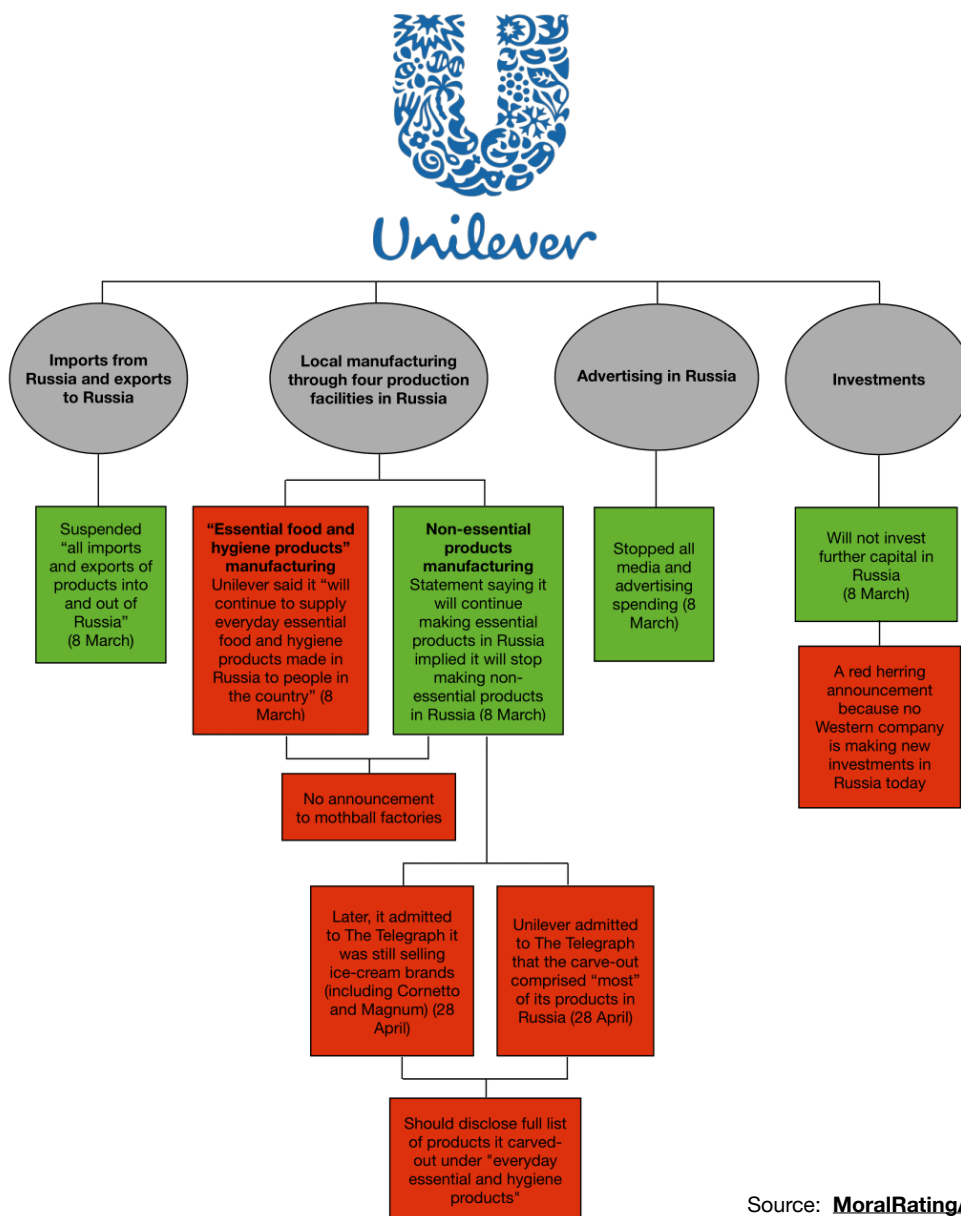 Unilever
Imports from
Russia and exports
to Russia
Local manufacturing
through four production
facilities in Russia
Advertising in Russia
Investments
Suspended
“all imports
and exports of
products into
and out of
Russia”
(8 March)
“Essential food and
hygiene products”
manufacturing
Unilever said it “will
continue to supply
everyday essential
food and hygiene
products made in
Russia to people in
the country” (8
March)
Non-essential
products
manufacturing
Statement saying it
will continue
making essential
products in Russia
implied it will stop
making non-
essential products
in Russia (8 March)
Stopped all
media and
advertising
spending (8
March)
Will not invest
further capital in
Russia
(8 March)
A red herring
announcement
because no
Western company
is making new
investments in
Russia today
No announcement
to mothball factories
Later, it admitted
to The Telegraph it
was still selling
ice-cream brands
(including Cornetto
and Magnum) (28
April)
Unilever admitted
to The Telegraph
that the carve-out
comprised “most”
of its products in
Russia (28 April)
Should disclose full list
of products it carved-
out under "everyday
essential and hygiene
products"
Source: MoralRating